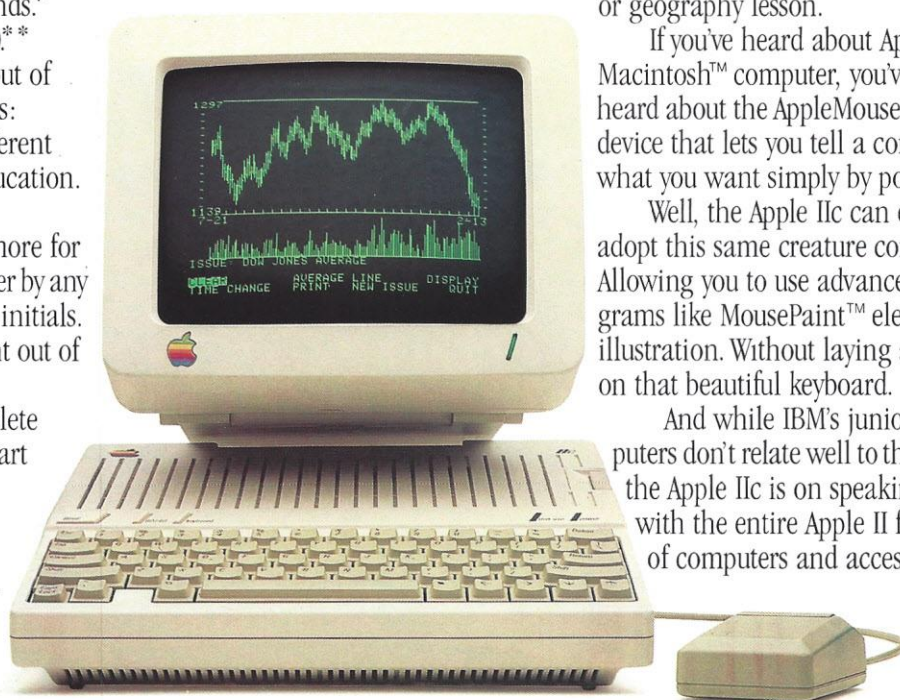 nds.*
).**
ut of
s:
erent
ucation.
nore for
er by any
initials.
nt out of
lete
art
1297
1139
7-21
2-13
ISSUE: DOW JONES AVERAGE
CLEAR AVERAGE LINE DISPLAY
TIME CHANGE PRINT NEW ISSUE QUIT
or geography lesson.
If you've heard about Ap
Macintosh™ computer, you'v
heard about the AppleMouse
device that lets you tell a co
what you want simply by po
Well, the Apple IIc can e
adopt this same creature co
Allowing you to use advance
grams like MousePaint™ ele
illustration. Without laying a
on that beautiful keyboard.
And while IBM's junio
puters don't relate well to th
the Apple IIc is on speakin
with the entire Apple II f
of computers and acces